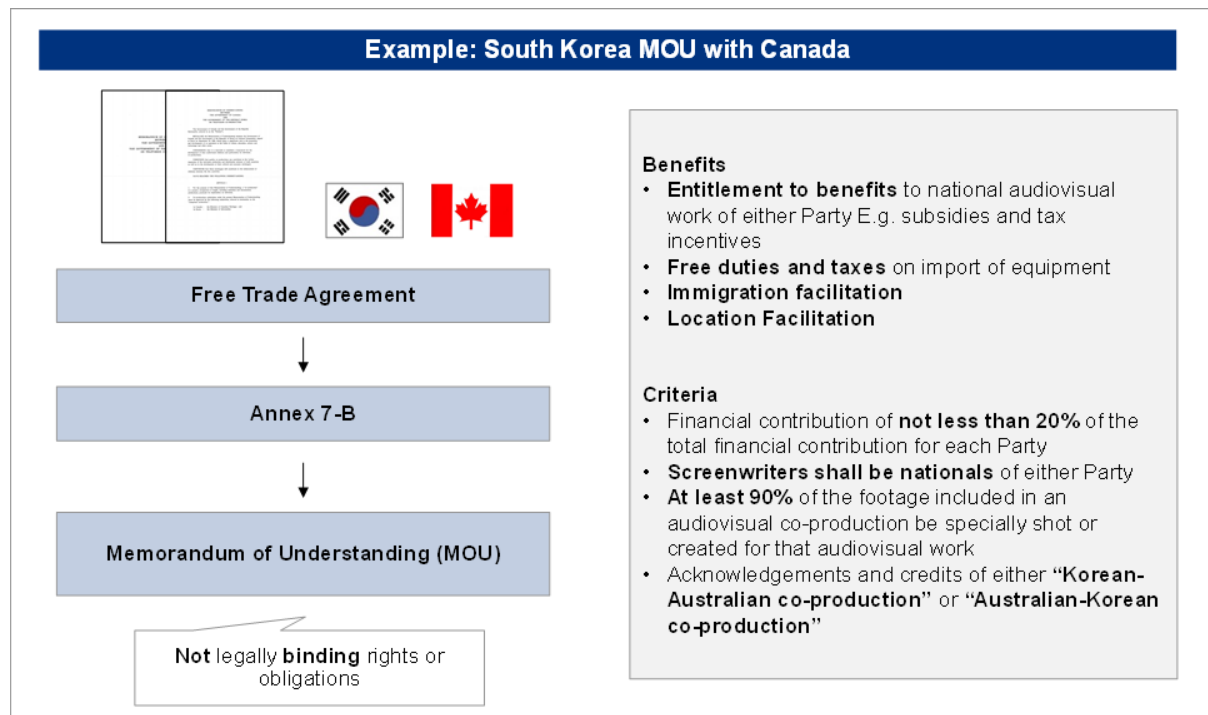 Example: South Korea MOU with Canada
Free Trade Agreement
Annex 7-B
Memorandum of Understanding (MOU)
Not legally binding rights or
obligations
Benefits
• Entitlement to benefits to national audiovisual
work of either Party E.g. subsidies and tax
incentives
• Free duties and taxes on import of equipment
• Immigration facilitation
• Location Facilitation
Criteria
• Financial contribution of not less than 20% of the
total financial contribution for each Party
• Screenwriters shall be nationals of either Party
• At least 90% of the footage included in an
audiovisual co-production be specially shot or
created for that audiovisual work
• Acknowledgements and credits of either “Korean-
Australian co-production” or “Australian-Korean
co-production”